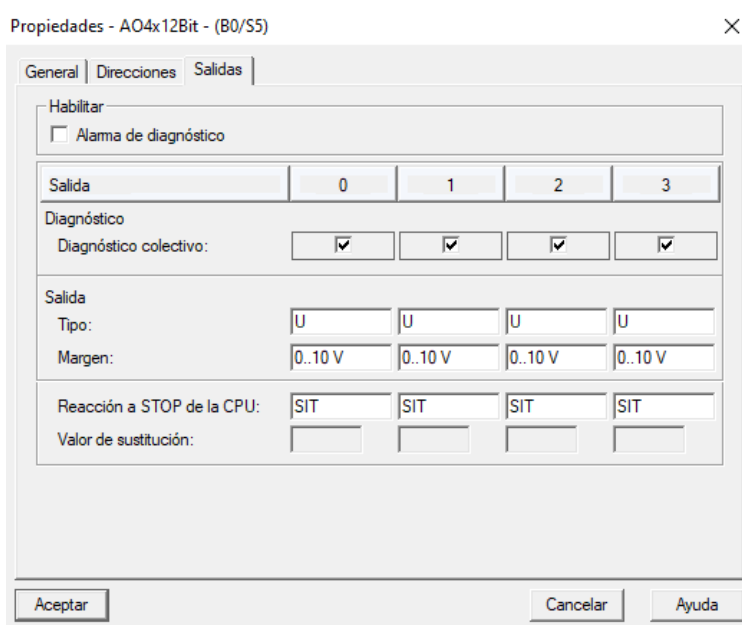 Propiedades - AO4x12Bit - (B0/S5)
General Direcciones Salidas
Habilitar
Alarma de diagnóstico
Salida 0 1 2 3
Diagnóstico
Diagnóstico colectivo:
Salida
Tipo: U U U U
Margen: 0..10 V 0..10 V 0..10 V 0..10 V
Reacción a STOP de la CPU: SIT SIT SIT SIT
Valor de sustitución:
Aceptar Cancelar Ayuda